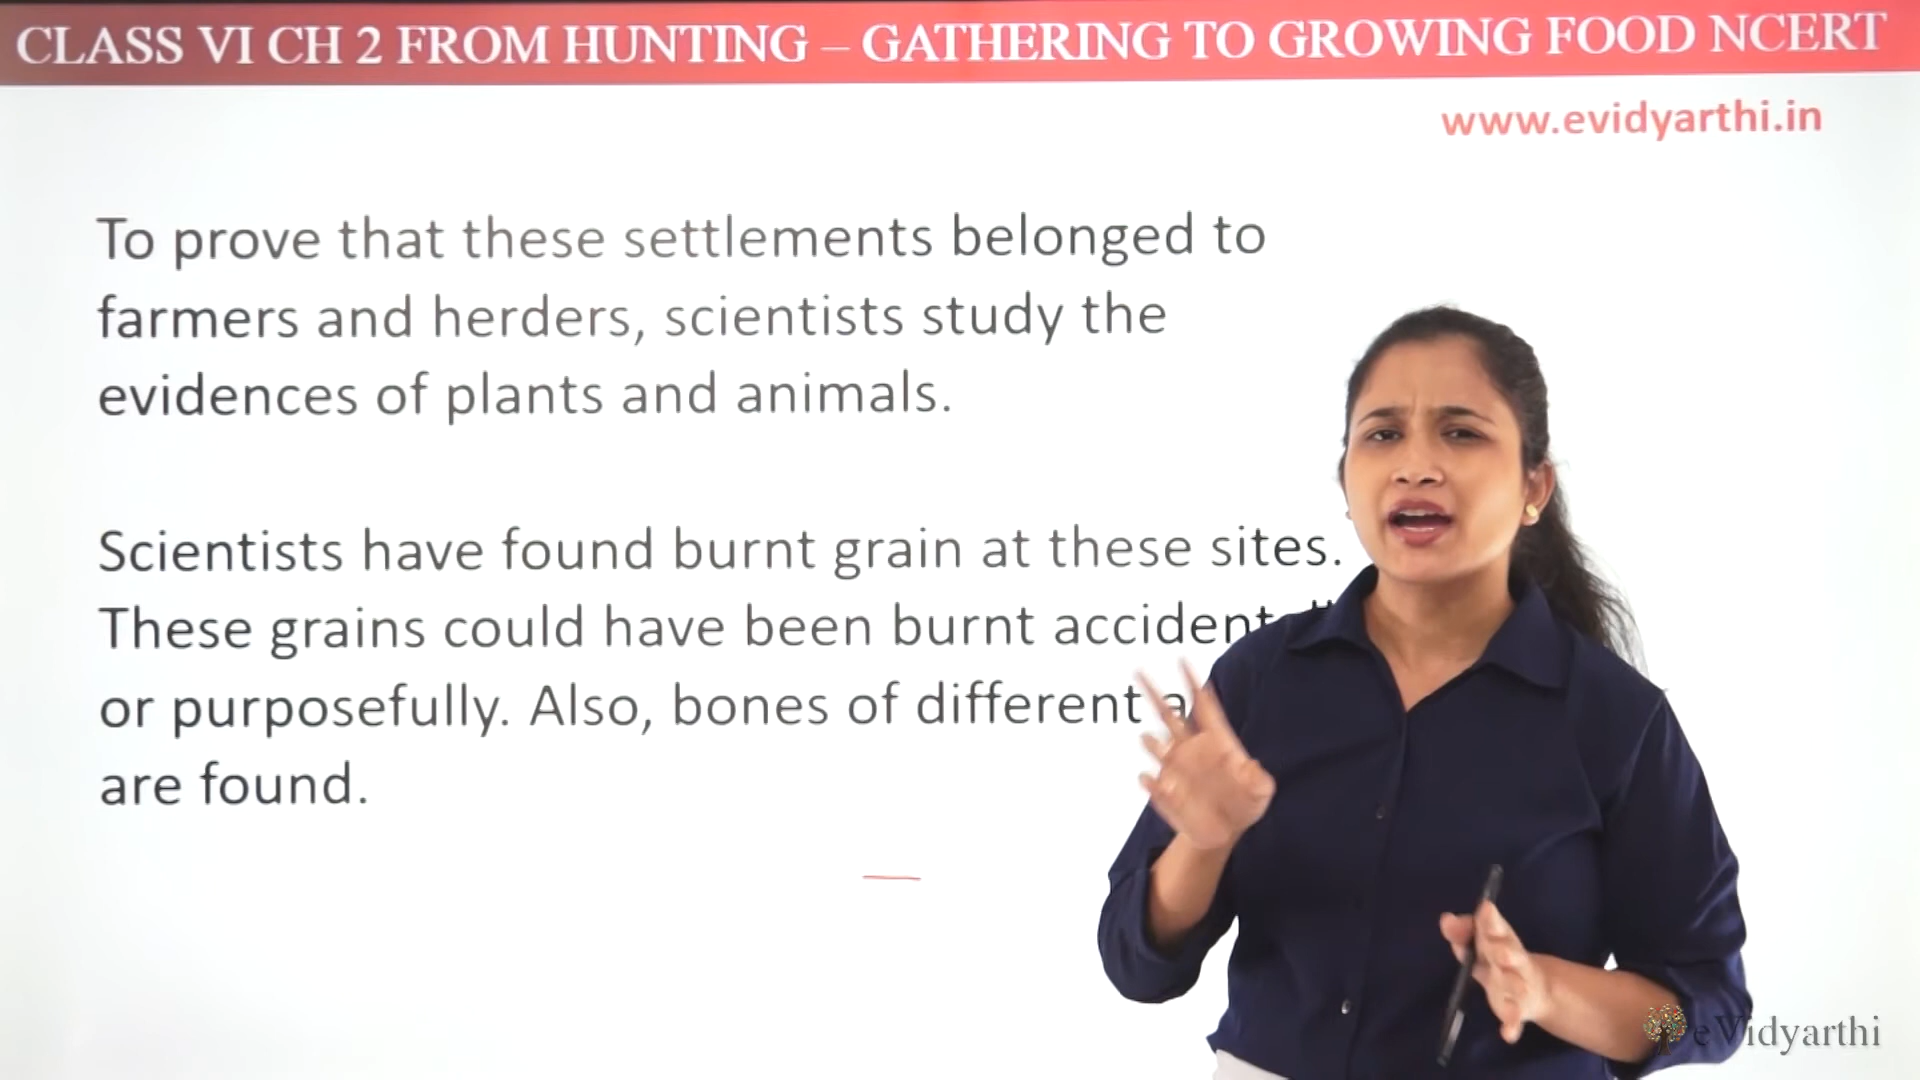 CLASS VI CH 2 FROM HUNTING – GATHERING TO GROWING FOOD NCERT
www.evidyarthi.in
To prove that these settlements belonged to
farmers and herders, scientists study the
evidences of plants and animals.
Scientists have found burnt grain at these sites.
These grains could have been burnt
or purposefully. Also, bones of different
are found.
eVidyarthi